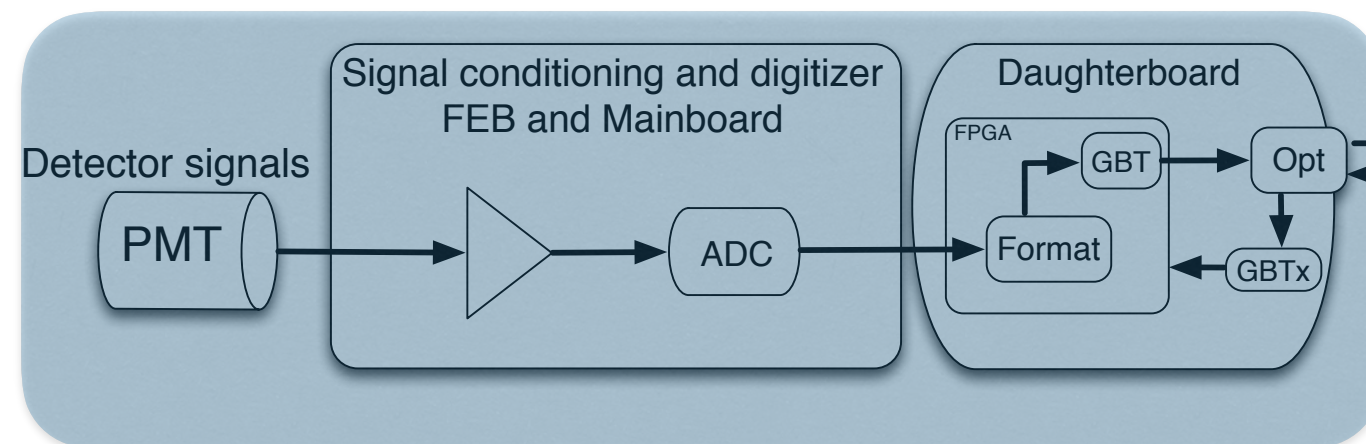 Signal conditioning and digitizer
FEB and Mainboard
Daughterboard
Detector signals
PMT
ADC
FPGA
GBT
Format
Opt
GBTx